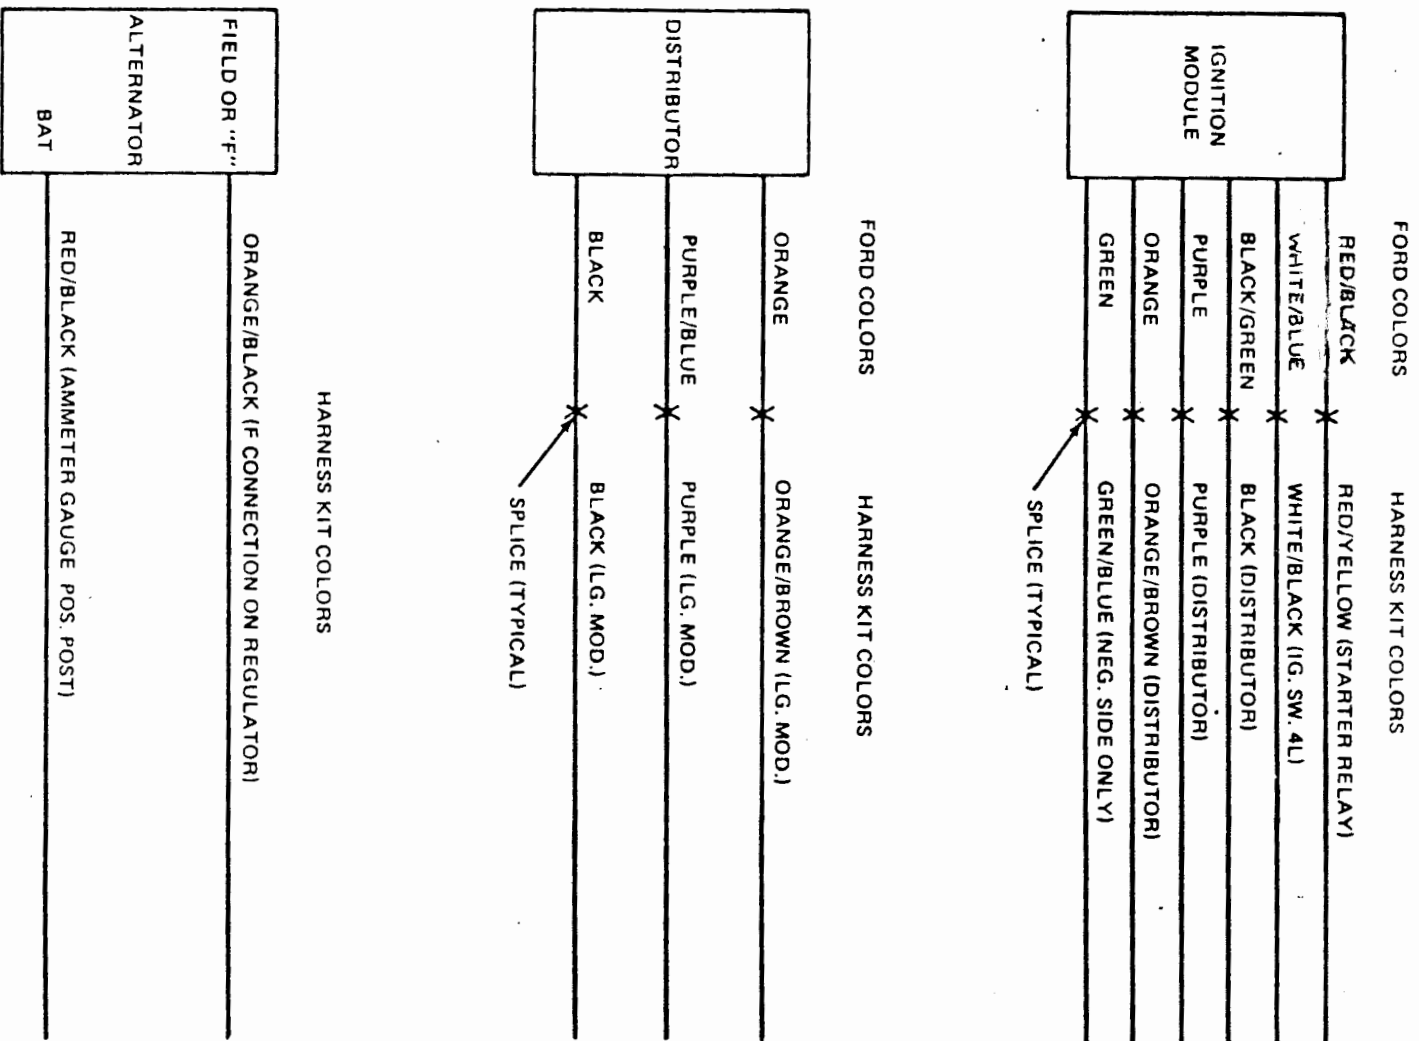 FORD COLORS
HARNESS KIT COLORS
IGNITION
MODULE
RED/BLACK
RED/YELLOW (STARTER RELAY)
WHITE/BLUE
WHITE/BLACK (IG. SW. 4L)
BLACK/GREEN
BLACK (DISTRIBUTOR)
PURPLE
PURPLE (DISTRIBUTOR)
ORANGE
ORANGE/BROWN (DISTRIBUTOR)
GREEN
GREEN/BLUE (NEG. SIDE ONLY)
SPLICE (TYPICAL)
FORD COLORS
HARNESS KIT COLORS
DISTRIBUTOR
ORANGE
ORANGE/BROWN (LG. MOD.)
PURPLE/BLUE
PURPLE (LG. MOD.)
BLACK
BLACK (LG. MOD.)
SPLICE (TYPICAL)
HARNESS KIT COLORS
FIELD OR "F"
ALTERNATOR
BAT
ORANGE/BLACK (F CONNECTION ON REGULATOR)
RED/BLACK (AMMETER GAUGE POS. POST)